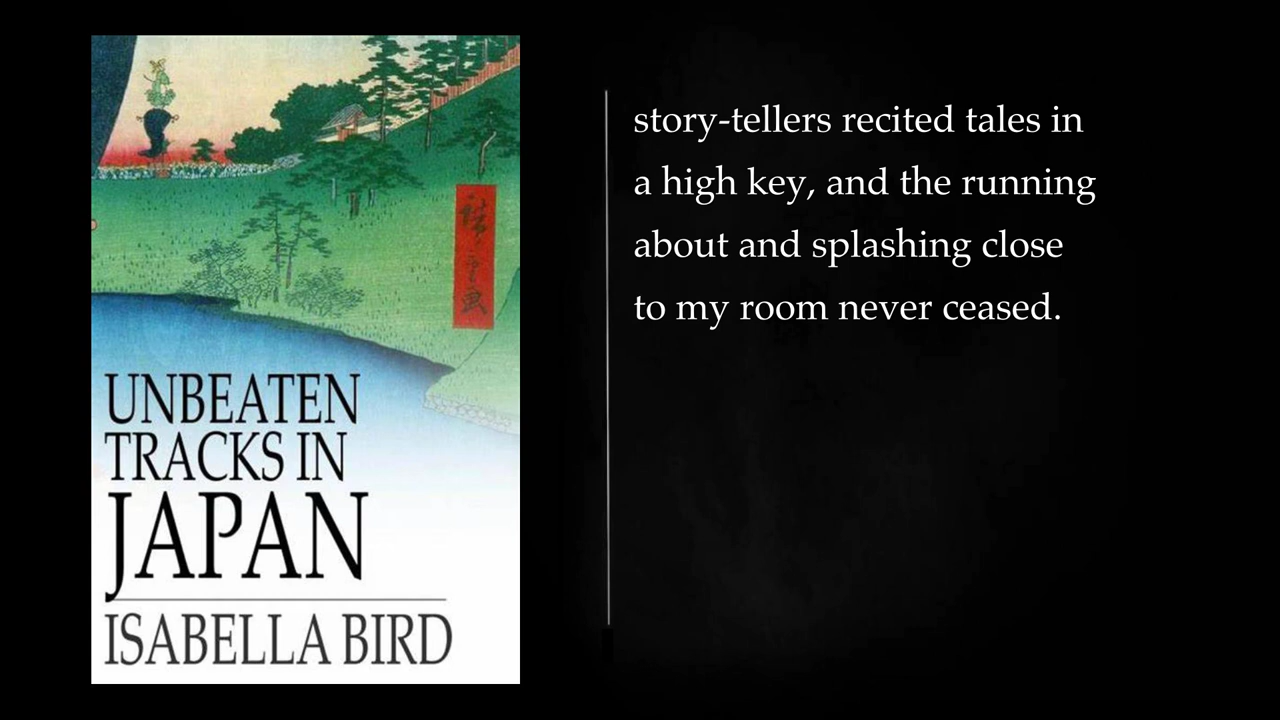 UNBEATEN
TRACKS IN
JAPAN
ISABELLA BIRD
story-tellers recited tales in
a high key, and the running
about and splashing close
to my room never ceased.